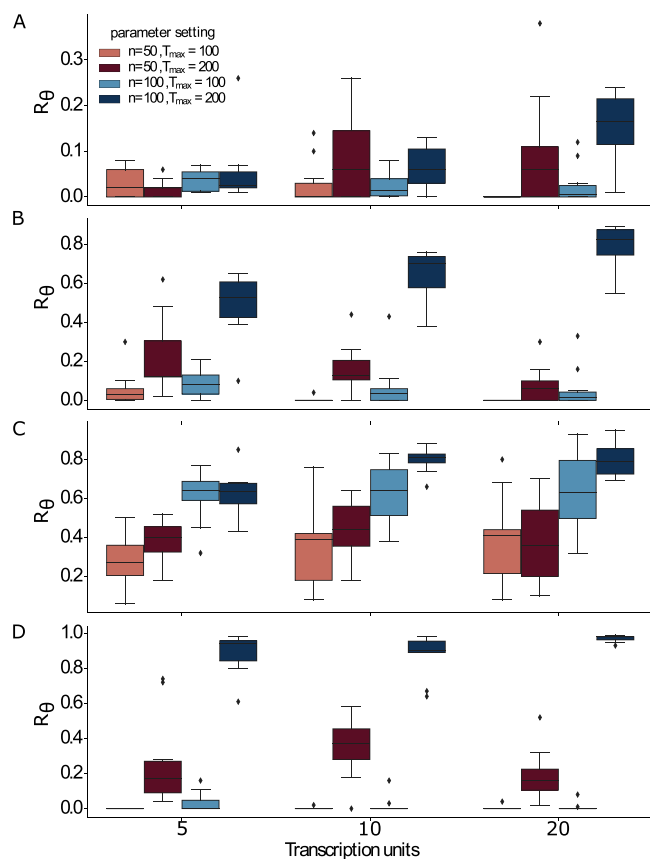 A
parameter setting
n=50,Tmax = 100
n=50,Tmax = 200
n=100,Tmax = 100
n=100,Tmax = 200
0.3
0.2
0.1
0.0
Rθ
B
0.8
0.6
0.4
0.2
0.0
Rθ
C
0.8
0.6
0.4
0.2
Rθ
D
1.0
0.8
0.6
0.4
0.2
0.0
Rθ
5 10 20
Transcription units